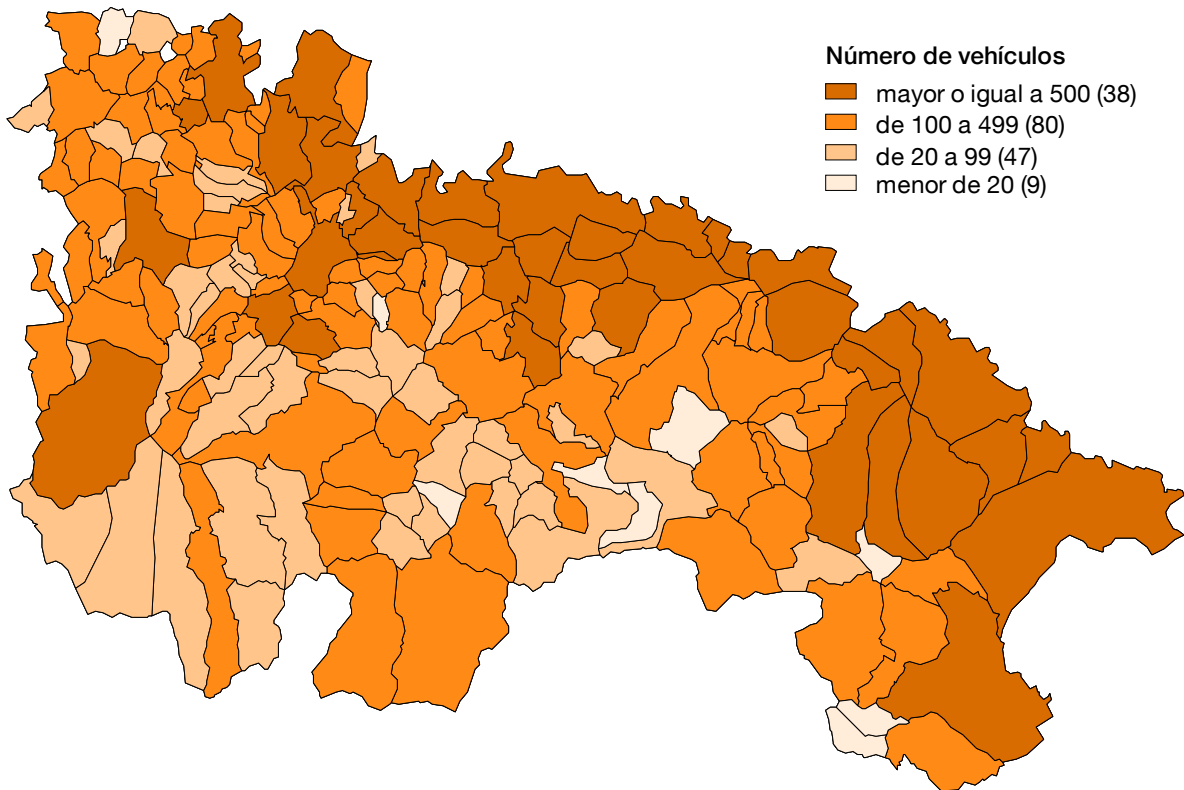 Número de vehículos
mayor o igual a 500 (38)
de 100 a 499 (80)
de 20 a 99 (47)
menor de 20 (9)